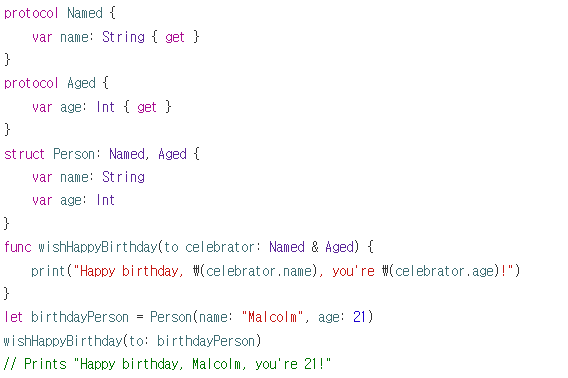 protocol Named {
    var name: String { get }
}
protocol Aged {
    var age: Int { get }
}
struct Person: Named, Aged {
    var name: String
    var age: Int
}
func wishHappyBirthday(to celebrator: Named & Aged) {
    print("Happy birthday, ₩(celebrator.name), you're ₩(celebrator.age)!")
}
let birthdayPerson = Person(name: "Malcolm", age: 21)
wishHappyBirthday(to: birthdayPerson)
// Prints "Happy birthday, Malcolm, you're 21!"